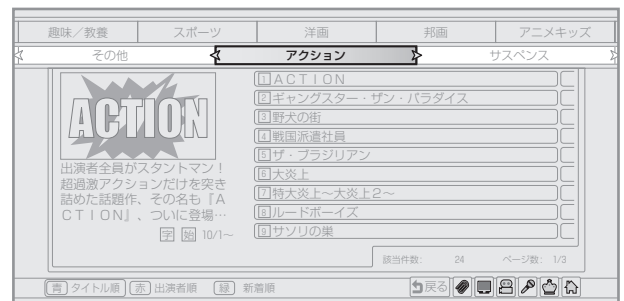 趣味／教養 スポーツ 洋画 邦画 アニメキッズ
その他 アクション サスペンス
ACTION
出演者全員がスタントマン！
超過激アクションだけを突き
詰めた話題作、その名も『A
CTION』、ついに登場…
字 始 10/1~
1 ACTION
2 ギャングスター・ザン・パラダイス
3 野犬の街
4 戦国派遣社員
5 ザ・ブラジリアン
6 大炎上
7 特大炎上～大炎上2～
8 ルードボーイズ
9 サソリの巣
該当件数: 24 ページ数: 1/3
青 タイトル順 赤 出演者順 緑 新着順 戻る